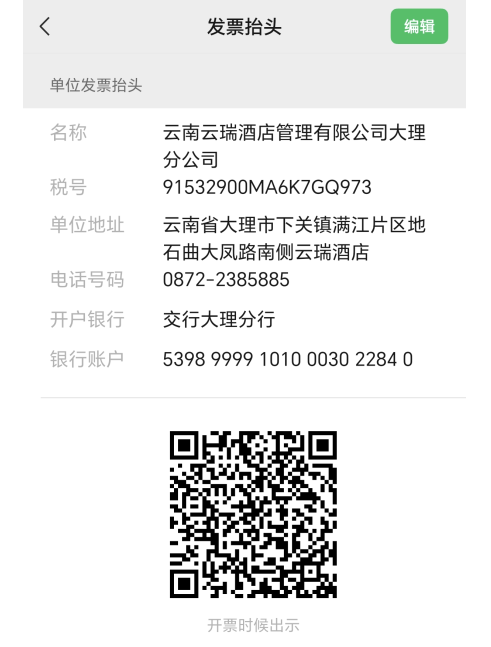 发票抬头
编辑
单位发票抬头
名称 云南云瑞酒店管理有限公司大理
分公司
税号 91532900MA6K7GQ973
单位地址 云南省大理市下关镇满江片区地
石曲大凤路南侧云瑞酒店
电话号码 0872-2385885
开户银行 交行大理分行
银行账户 5398 9999 1010 0030 2284 0
开票时候出示